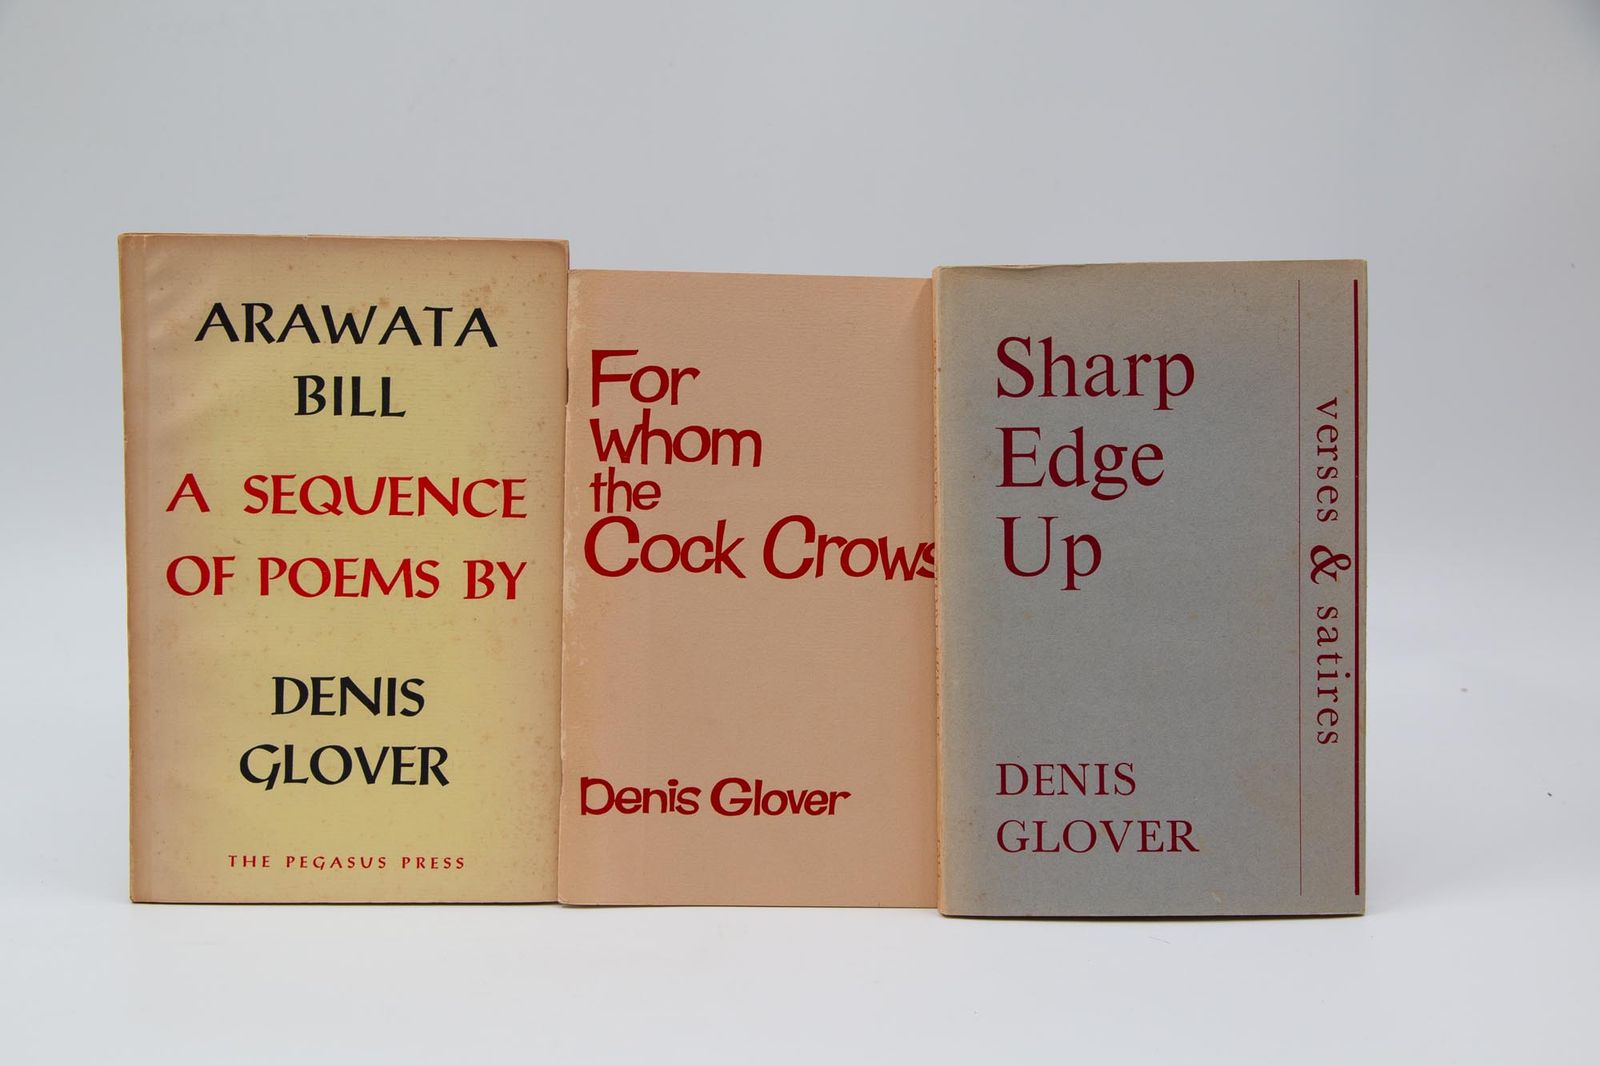 ARAWATA
BILL
A SEQUENCE
OF POEMS BY
DENIS
GLOVER
THE PEGASUS PRESS
For
whom
the
Cock Crows
Denis Glover
Sharp
Edge
Up
DENIS
GLOVER
verses & satires